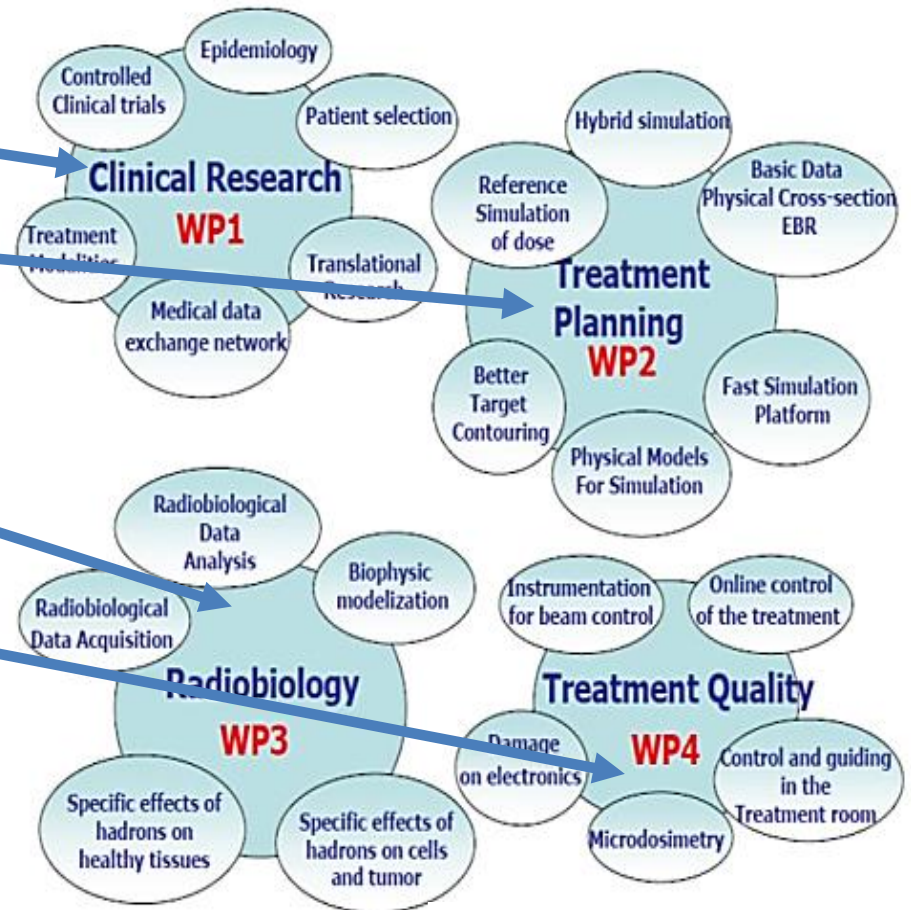 Epidemiology
Controlled
Clinical trials
Patient selection
Clinical Research
WP1
Treatment
Modalities
Translational
Research
Medical data
exchange network
Hybrid simulation
Basic Data
Physical Cross-section
EBR
Reference
Simulation
of dose
Treatment
Planning
WP2
Better
Target
Contouring
Fast Simulation
Platform
Physical Models
For Simulation
Radiobiological
Data
Analysis
Biophysic
modelization
Radiobiological
Data Acquisition
Radiobiology
WP3
Specific effects of
hadrons on
healthy tissues
Specific effects of
hadrons on cells
and tumor
Instrumentation
for beam control
Online control
of the treatment
Treatment Quality
WP4
Damage
on electronics
Control and guiding
in the
Treatment room
Microdosimetry